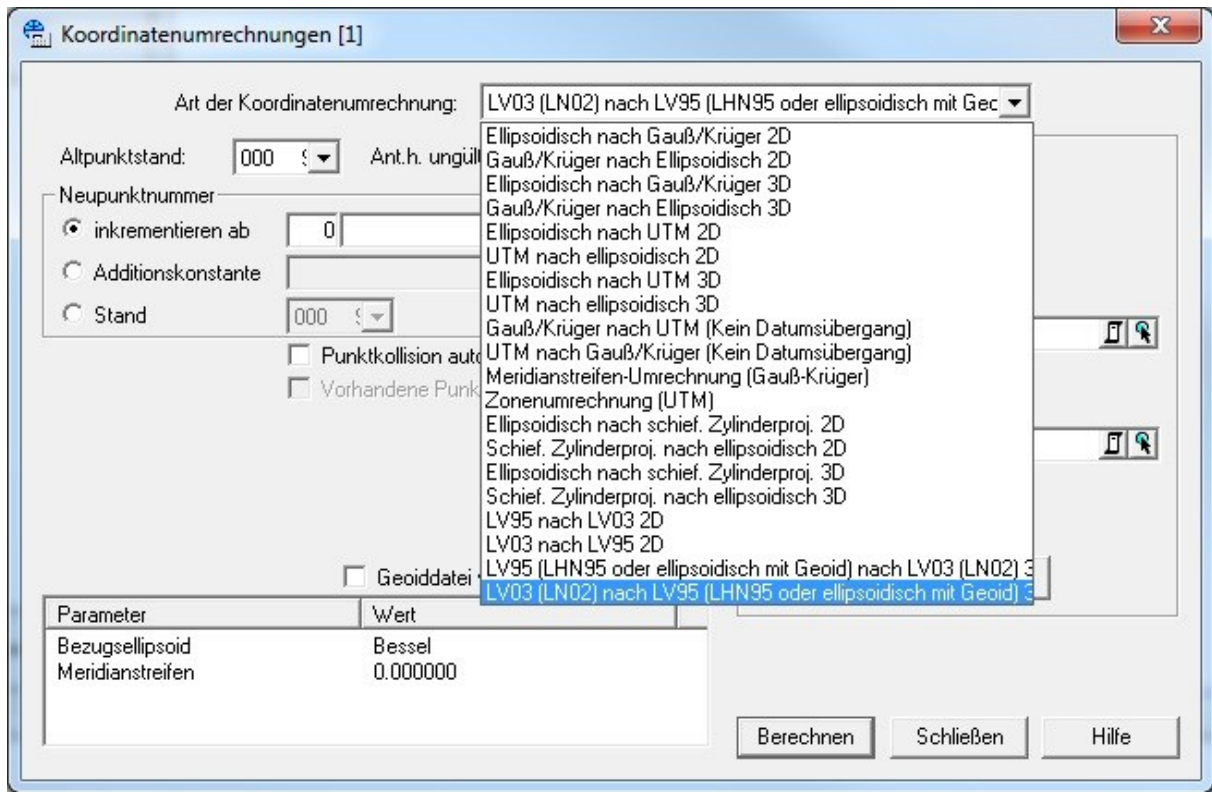 Koordinatenumrechnungen [1]
Art der Koordinatenumrechnung:
LV03 (LN02) nach LV95 (LHN95 oder ellipsoidisch mit Geo
Ellipsoidisch nach Gauß/Krüger 2D
Gauß/Krüger nach Ellipsoidisch 2D
Ellipsoidisch nach Gauß/Krüger 3D
Gauß/Krüger nach Ellipsoidisch 3D
Ellipsoidisch nach UTM 2D
UTM nach ellipsoidisch 2D
Ellipsoidisch nach UTM 3D
UTM nach ellipsoidisch 3D
Gauß/Krüger nach UTM (Kein Datumsübergang)
UTM nach Gauß/Krüger (Kein Datumsübergang)
Meridianstreifen-Umrechnung (Gauß-Krüger)
Zonenumrechnung (UTM)
Ellipsoidisch nach schief. Zylinderproj. 2D
Schief. Zylinderproj. nach ellipsoidisch 2D
Ellipsoidisch nach schief. Zylinderproj. 3D
Schief. Zylinderproj. nach ellipsoidisch 3D
LV95 nach LV03 2D
LV03 nach LV95 2D
LV95 (LHN95 oder ellipsoidisch mit Geoid) nach LV03 (LN02) 3
LV03 (LN02) nach LV95 (LHN95 oder ellipsoidisch mit Geoid) 3
Altpunktstand:
000
Ant.h. ungült
Neupunktnummer
inkrementieren ab
0
Additionskonstante
Stand
000
Punktkollision auto
Vorhandene Punk
Geoiddatei
Parameter Wert
Bezugsellipsoid Bessel
Meridianstreifen 0.000000
Berechnen
Schließen
Hilfe